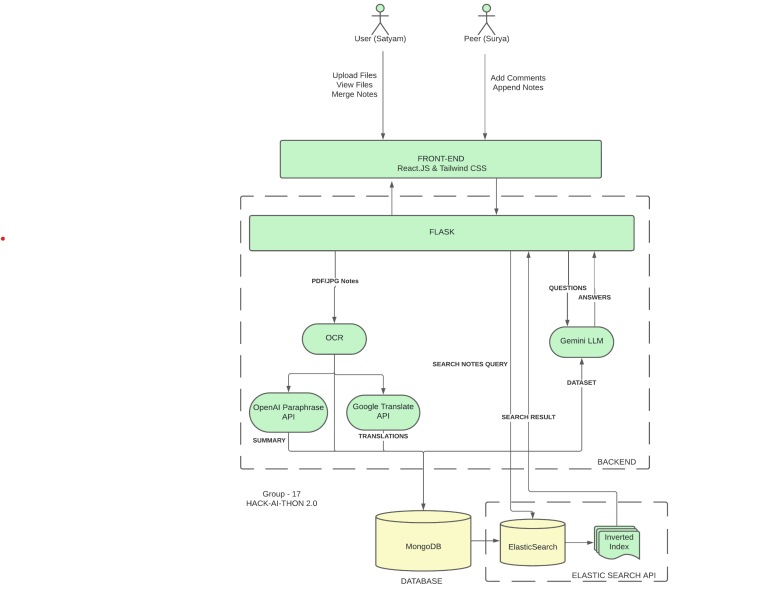 User (Satyam)
Peer (Surya)
Upload Files
View Files
Merge Notes
Add Comments
Append Notes
FRONT-END
React.JS & Tailwind CSS
FLASK
PDF/JPG Notes
QUESTIONS
ANSWERS
OCR
Gemini LLM
SEARCH NOTES QUERY
DATASET
OpenAI Paraphrase
API
Google Translate
API
SEARCH RESULT
SUMMARY
TRANSLATIONS
BACKEND
Group - 17
HACK-AI-THON 2.0
MongoDB
ElasticSearch
Inverted
Index
DATABASE
ELASTIC SEARCH API